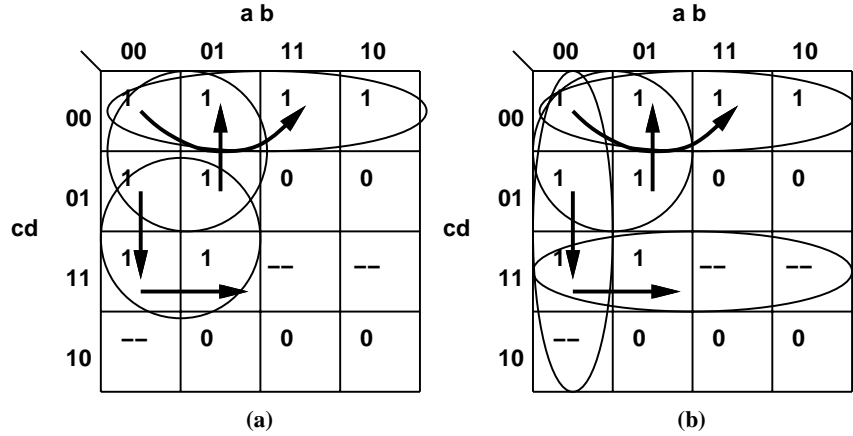 a b
00 01 11 10
00 1 1 1 1
01 1 1 0 0
cd
11 1 1 -- --
10 -- 0 0 0
(a)
a b
00 01 11 10
00 1 1 1 1
01 1 1 0 0
cd
11 1 1 -- --
10 -- 0 0 0
(b)